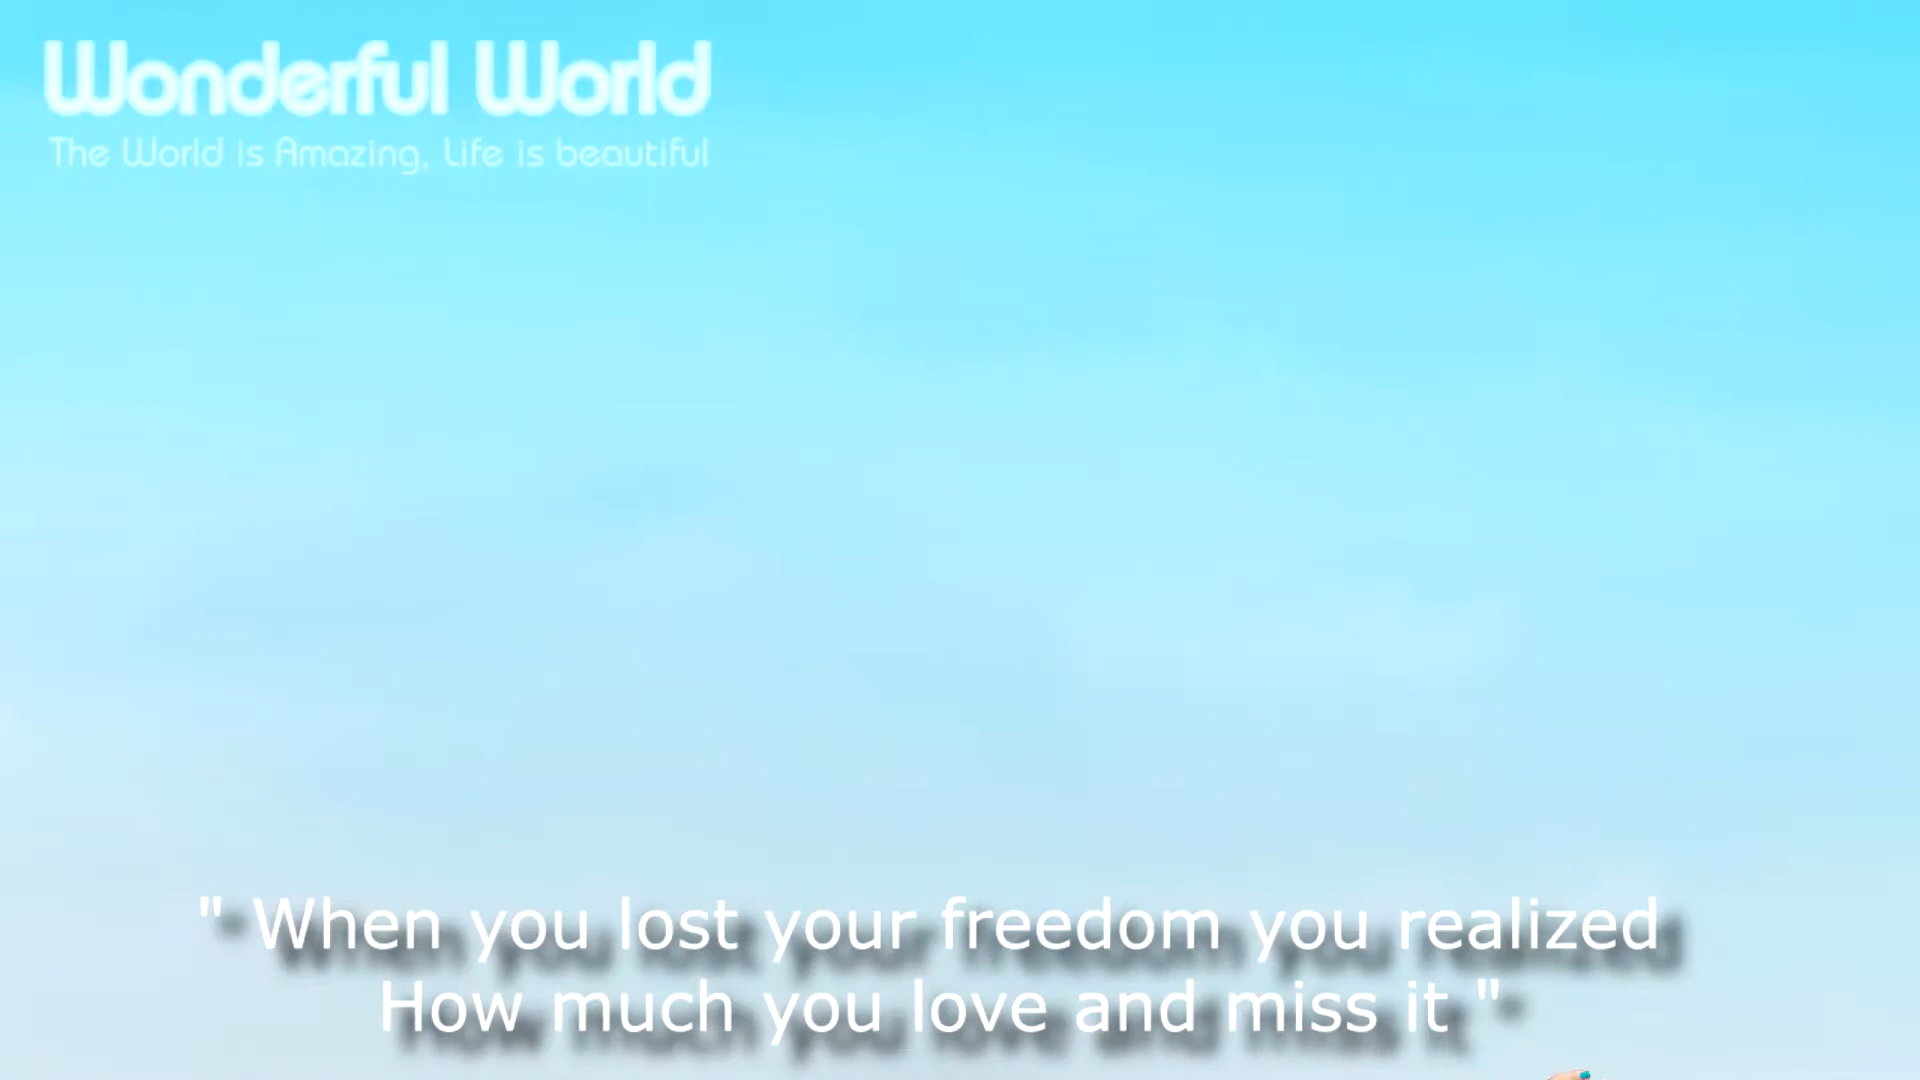 Wonderful World
The World is Amazing, Life is beautiful
" When you lost your freedom you realized
How much you love and miss it "